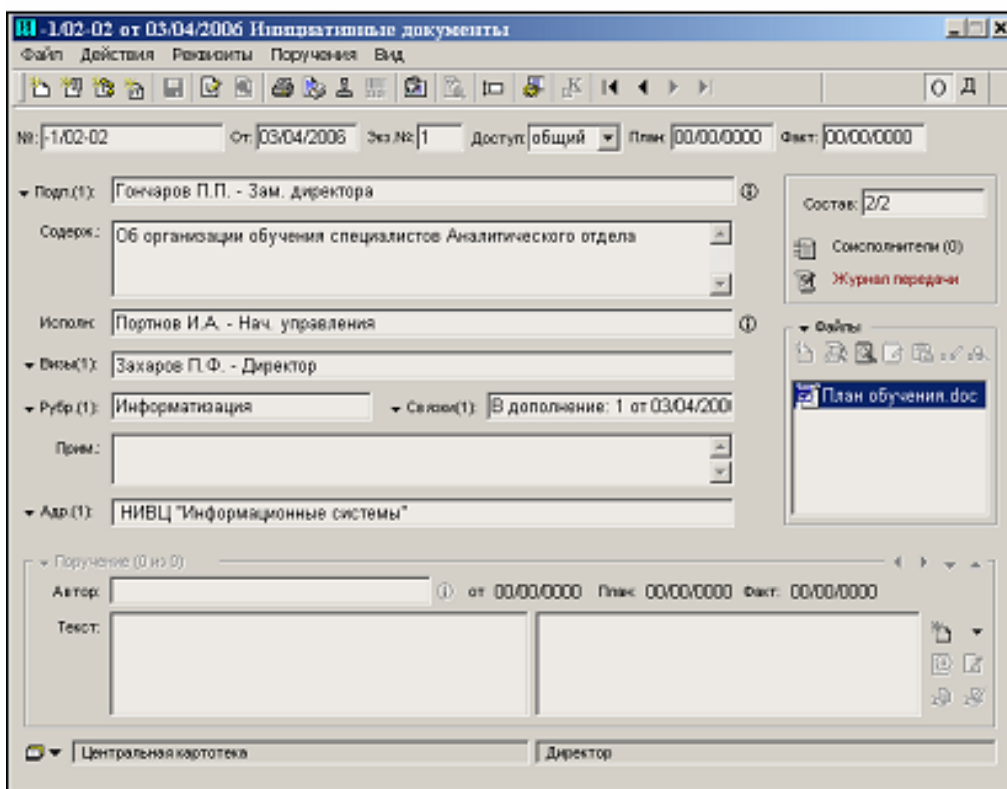 -1/02-02 от 03/04/2006 Инициативные документы
Файл Действия Реквизиты Поручения Вид
О Д
№: -1/02-02 От: 03/04/2006 Экз.№: 1 Доступ: общий План: 00/00/0000 Факт: 00/00/0000
Подп.(1): Гончаров П.П. - Зам. директора
Состав: 2/2
Содерж.: Об организации обучения специалистов Аналитического отдела
Соисполнители (0)
Журнал передачи
Исполн: Портнов И.А. - Нач. управления
Файлы
Визы(1): Захаров П.Ф. - Директор
План обучения.doc
Рубр.(1): Информатизация Связки(1): В дополнение: 1 от 03/04/200
Прим.:
Адр.(1): НИВЦ "Информационные системы"
Поручение (0 из 0)
Автор: от 00/00/0000 План: 00/00/0000 Факт: 00/00/0000
Текст:
Центральная картотека Директор